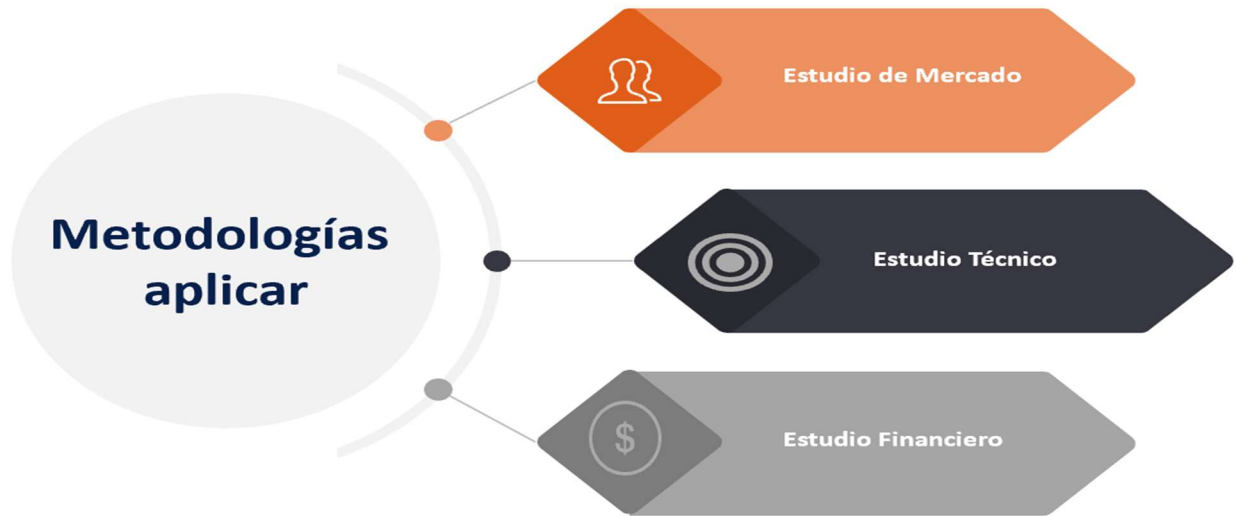 Metodologías
aplicar
Estudio de Mercado
Estudio Técnico
Estudio Financiero
$